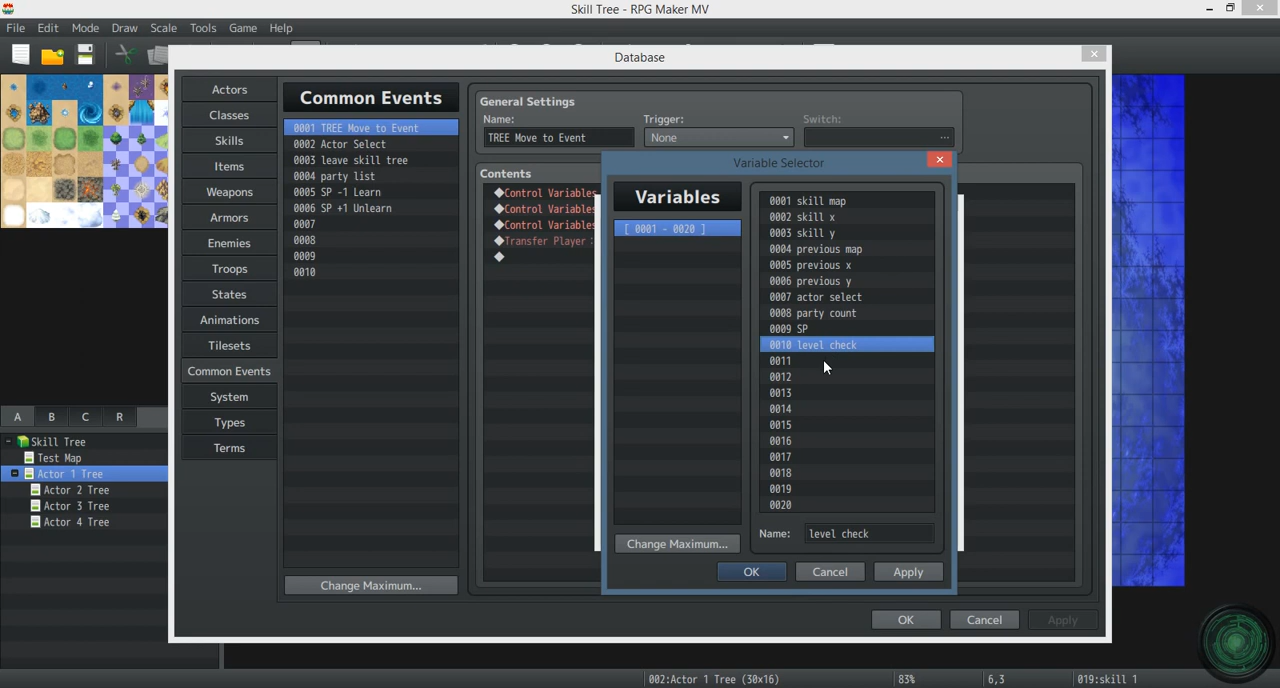 Skill Tree - RPG Maker MV
File Edit Mode Draw Scale Tools Game Help
Database
Actors
Classes
Skills
Items
Weapons
Armors
Enemies
Troops
States
Animations
Tilesets
Common Events
System
Types
Terms
Common Events
0001 TREE Move to Event
0002 Actor Select
0003 leave skill tree
0004 party list
0005 SP -1 Learn
0006 SP +1 Unlearn
0007
0008
0009
0010
Change Maximum...
General Settings
Name: Trigger: Switch:
TREE Move to Event None ...
Contents
◆Control Variables
◆Control Variables
◆Control Variables
◆Transfer Player :
◆
Variable Selector
Variables
[ 0001 - 0020 ]
Change Maximum...
0001 skill map
0002 skill x
0003 skill y
0004 previous map
0005 previous x
0006 previous y
0007 actor select
0008 party count
0009 SP
0010 level check
0011
0012
0013
0014
0015
0016
0017
0018
0019
0020
Name: level check
OK Cancel Apply
OK Cancel Apply
A B C R
Skill Tree
Test Map
Actor 1 Tree
Actor 2 Tree
Actor 3 Tree
Actor 4 Tree
002:Actor 1 Tree (30x16) 83% 6,3 019:skill 1